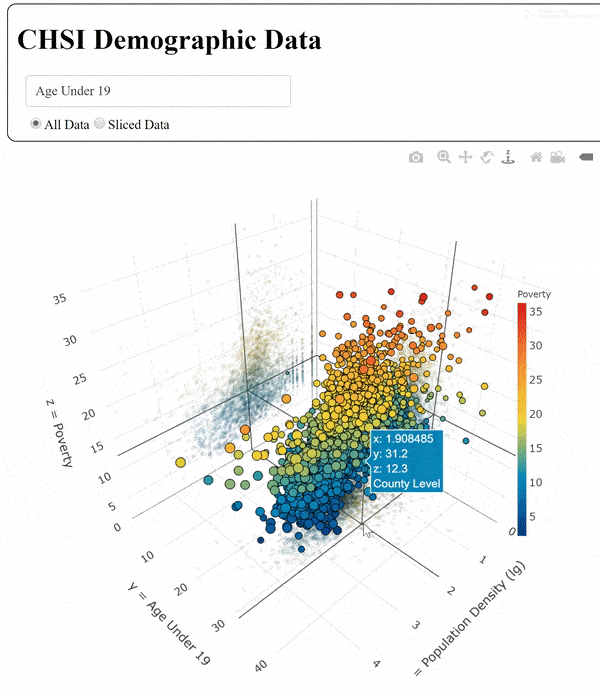 CHSI Demographic Data
Age Under 19
All Data
Sliced Data
z
Poverty
35
30
25
20
15
10
5
35
30
25
20
15
10
5
0
z = Poverty
x: 1.908485
y: 31.2
z: 12.3
County Level
10
20
30
40
y = Age Under 19
0
1
2
3
4
= Population Density (lg)